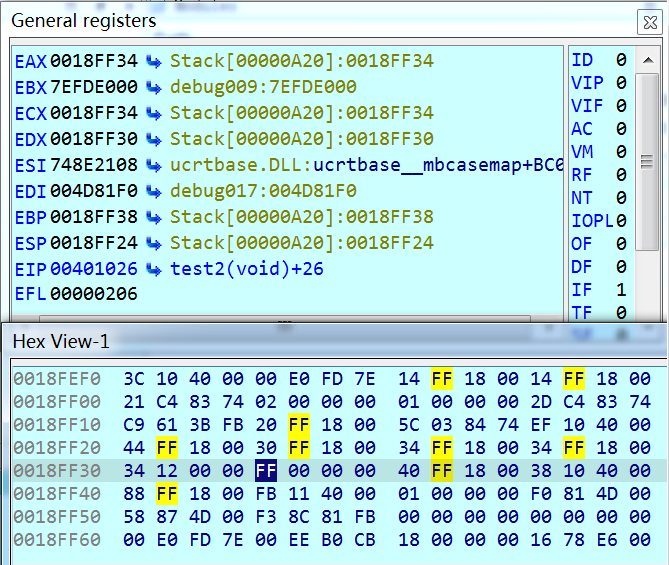 General registers
EAX 0018FF34 Stack[00000A20]:0018FF34
EBX 7EFDE000 debug009:7EFDE000
ECX 0018FF34 Stack[00000A20]:0018FF34
EDX 0018FF30 Stack[00000A20]:0018FF30
ESI 748E2108 ucrtbase.DLL:ucrtbase__mbcasemap+BC0
EDI 004D81F0 debug017:004D81F0
EBP 0018FF38 Stack[00000A20]:0018FF38
ESP 0018FF24 Stack[00000A20]:0018FF24
EIP 00401026 test2(void)+26
EFL 00000206
ID 0
VIP 0
VIF 0
AC 0
VM 0
RF 0
NT 0
IOPL 0
OF 0
DF 0
IF 1
TF 0
Hex View-1
0018FEF0 3C 10 40 00 00 E0 FD 7E 14 FF 18 00 14 FF 18 00
0018FF00 21 C4 83 74 02 00 00 00 01 00 00 00 2D C4 83 74
0018FF10 C9 61 3B FB 20 FF 18 00 5C 03 84 74 EF 10 40 00
0018FF20 44 FF 18 00 30 FF 18 00 34 FF 18 00 34 FF 18 00
0018FF30 34 12 00 00 FF 00 00 00 40 FF 18 00 38 10 40 00
0018FF40 88 FF 18 00 FB 11 40 00 01 00 00 00 F0 81 4D 00
0018FF50 58 87 4D 00 F3 8C 81 FB 00 00 00 00 00 00 00 00
0018FF60 00 E0 FD 7E 00 EE B0 CB 18 00 00 00 16 78 E6 00